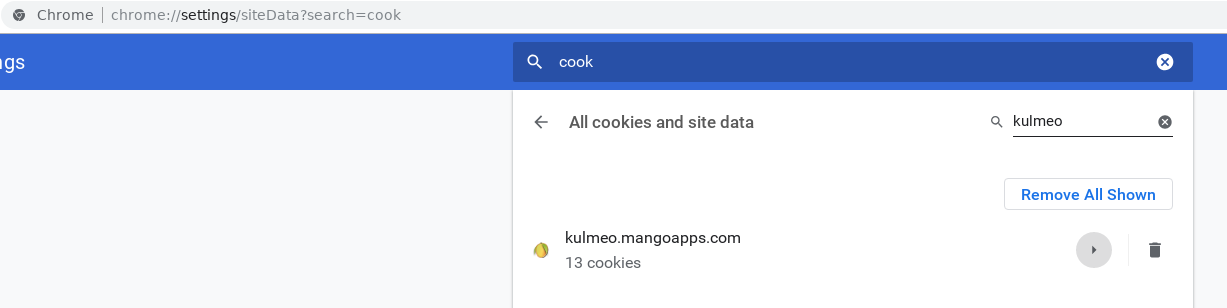 Chrome | chrome://settings/siteData?search=cook
ngs
cook
All cookies and site data
kulmeo
Remove All Shown
kulmeo.mangoapps.com
13 cookies